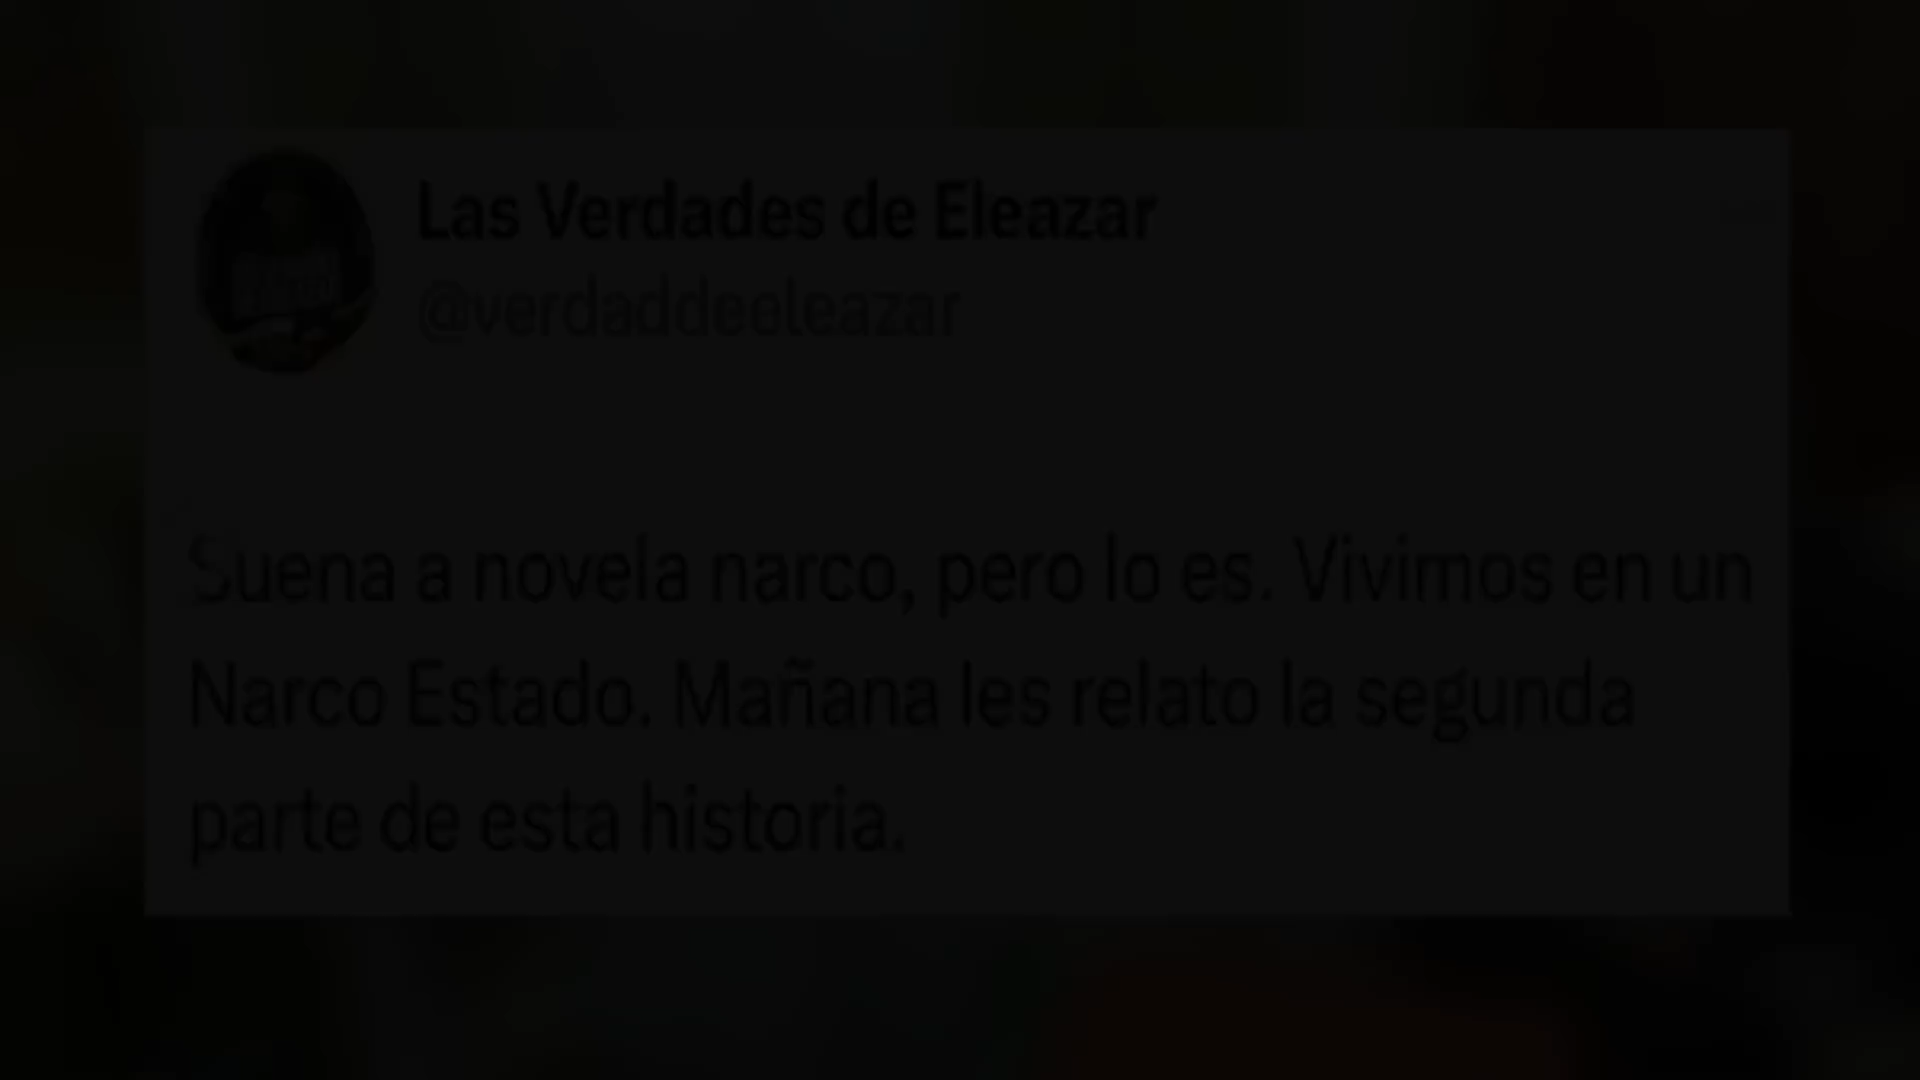 Las Verdades de Eleazar
@verdaddeeleazar
Suena a novela narco, pero lo es. Vivimos en un
Narco Estado. Mañana les relato la segunda
parte de esta historia.